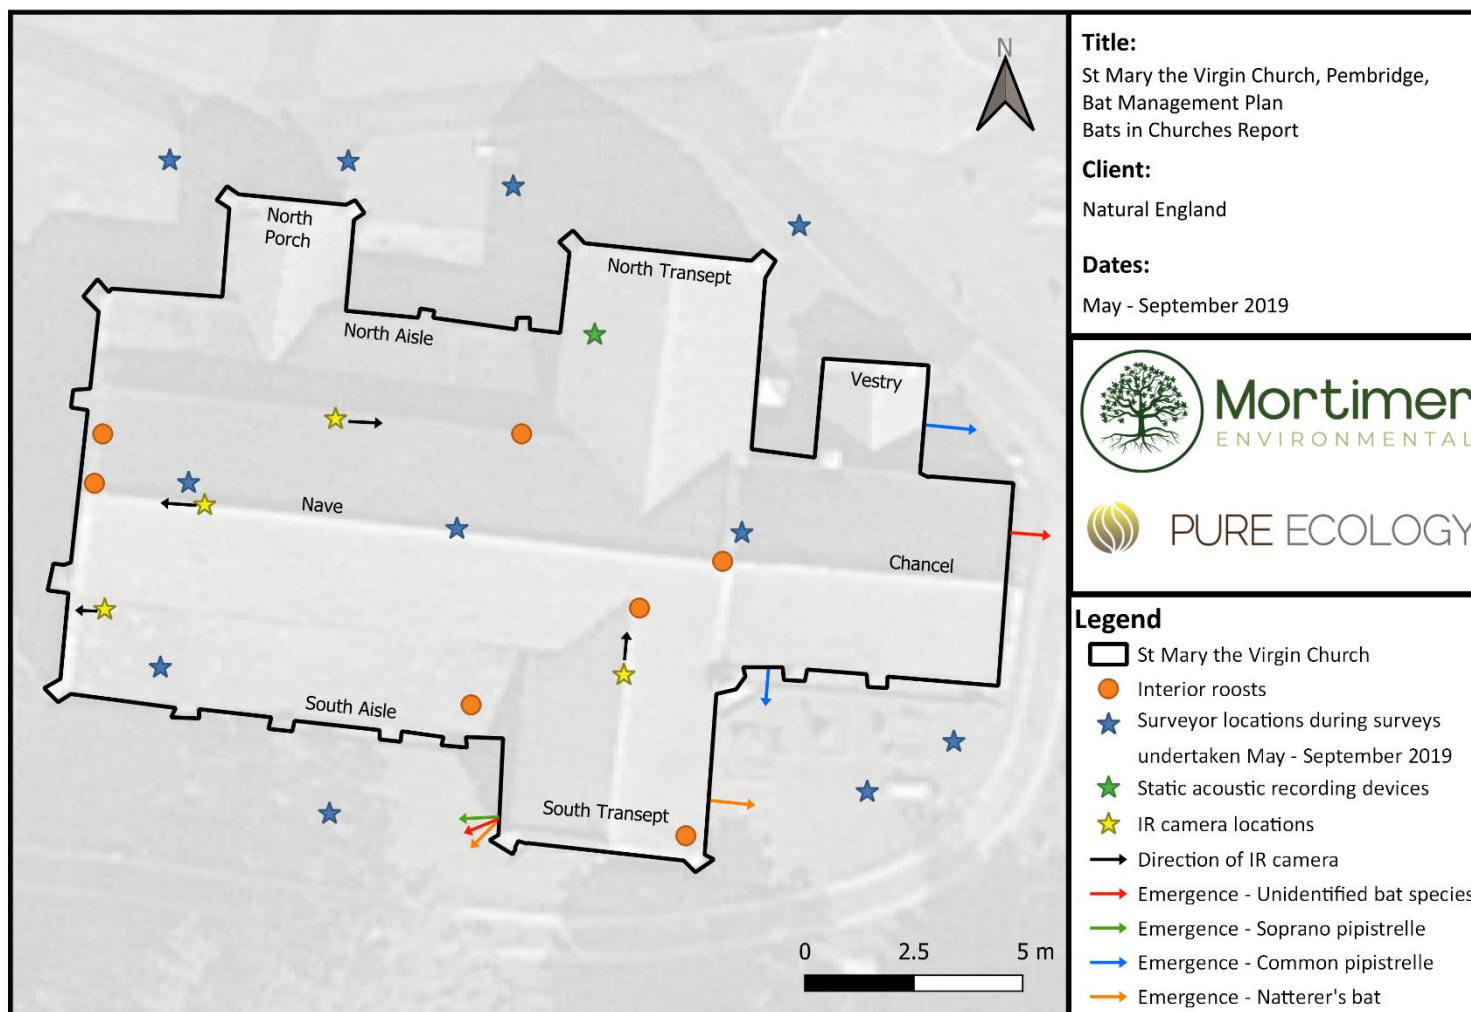 N
North
Porch
North Transept
North Aisle
Vestry
Nave
Chancel
South Aisle
South Transept
0 2.5 5 m
Title:
St Mary the Virgin Church, Pembridge,
Bat Management Plan
Bats in Churches Report
Client:
Natural England
Dates:
May - September 2019
Mortimer
ENVIRONMENTAL
PURE ECOLOGY
Legend
St Mary the Virgin Church
Interior roosts
Surveyor locations during surveys
undertaken May - September 2019
Static acoustic recording devices
IR camera locations
Direction of IR camera
Emergence - Unidentified bat species
Emergence - Soprano pipistrelle
Emergence - Common pipistrelle
Emergence - Natterer's bat